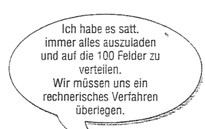 Ich habe es satt,
immer alles auszuladen
und auf die 100 Felder zu
verteilen.
Wir müssen uns ein
rechnerisches Verfahren
überlegen.